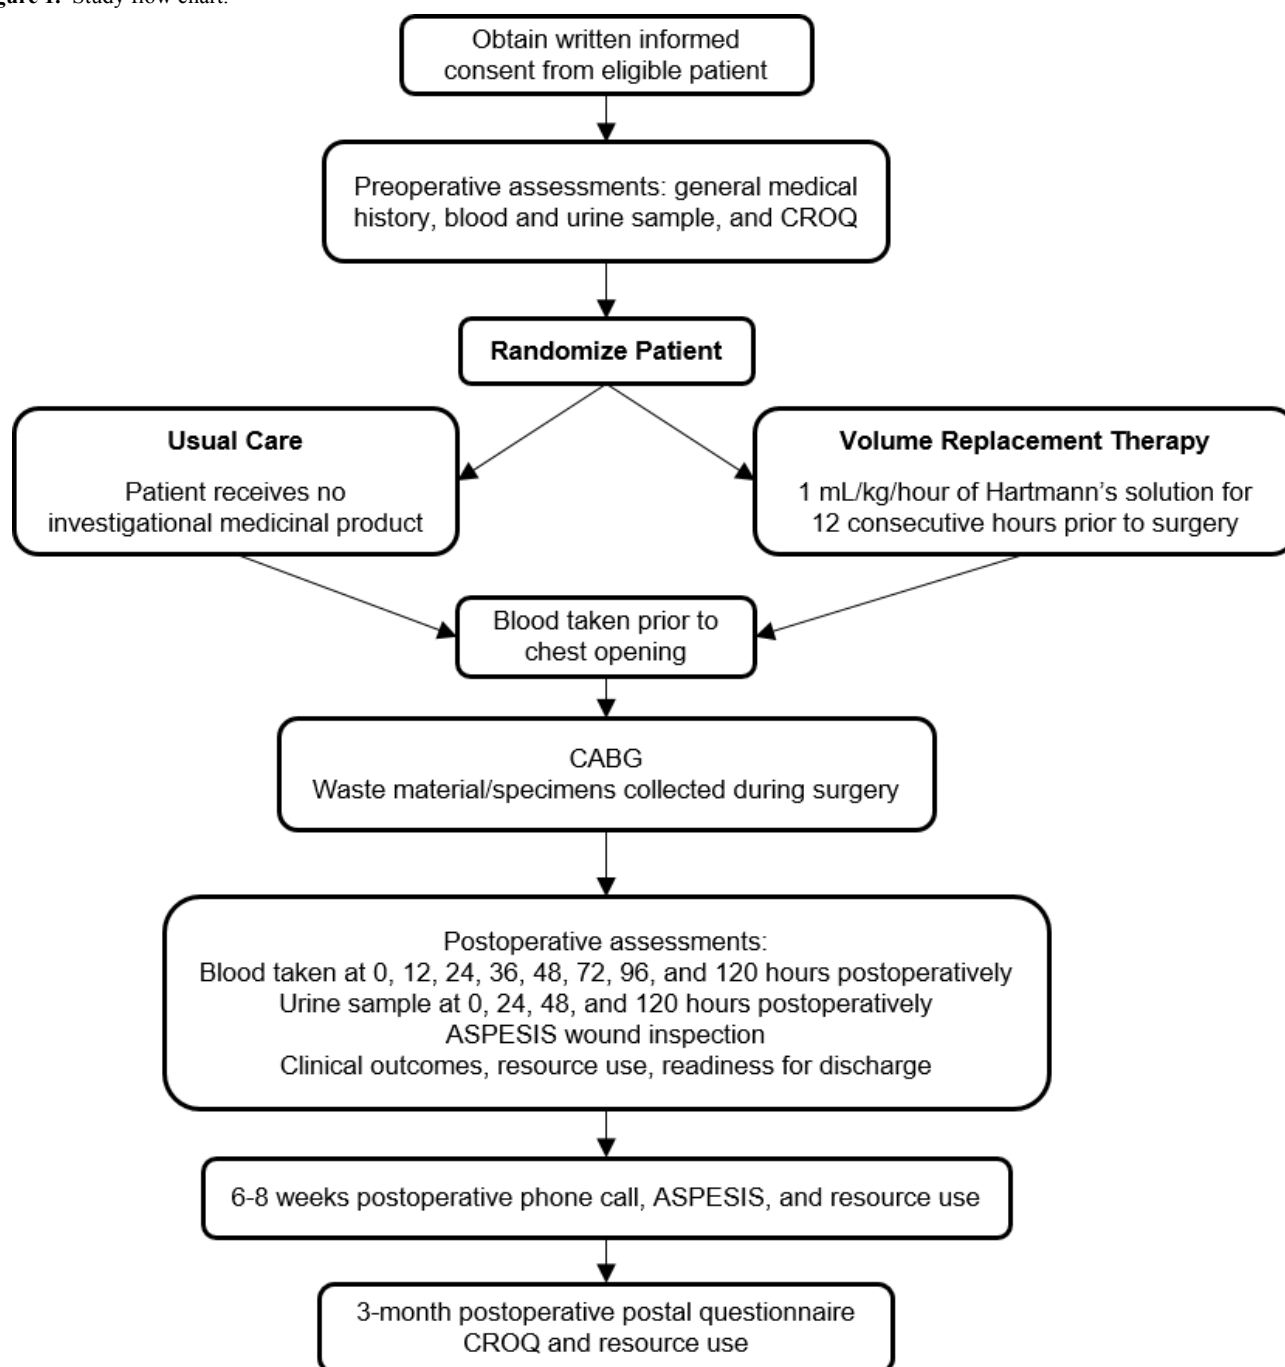 gure 1. Study flow chart.
Obtain written informed
consent from eligible patient
Preoperative assessments: general medical
history, blood and urine sample, and CROQ
Randomize Patient
Usual Care
Patient receives no
investigational medicinal product
Volume Replacement Therapy
1 mL/kg/hour of Hartmann’s solution for
12 consecutive hours prior to surgery
Blood taken prior to
chest opening
CABG
Waste material/specimens collected during surgery
Postoperative assessments:
Blood taken at 0, 12, 24, 36, 48, 72, 96, and 120 hours postoperatively
Urine sample at 0, 24, 48, and 120 hours postoperatively
ASPESIS wound inspection
Clinical outcomes, resource use, readiness for discharge
6-8 weeks postoperative phone call, ASPESIS, and resource use
3-month postoperative postal questionnaire
CROQ and resource use